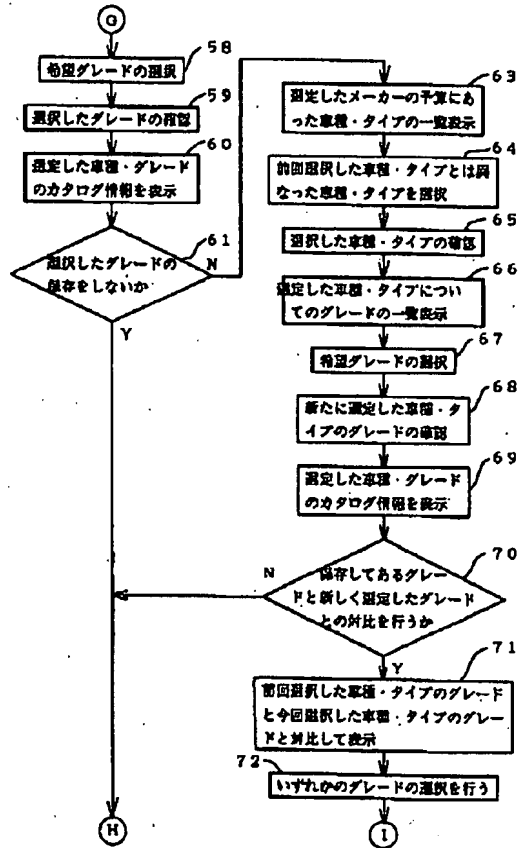 G
58
希望グレードの選択
59
選択したグレードの確認
60
選定した車種・グレード
のカタログ情報を表示
61
選択したグレードの
保存をしないか
N
Y
63
選定したメーカーの予算にあ
った車種・タイプの一覧表示
64
前回選択した車種・タイプとは異
なった車種・タイプを選択
65
選択した車種・タイプの確認
66
選定した車種・タイプについ
てのグレードの一覧表示
67
希望グレードの選択
68
新たに選定した車種・タ
イプのグレードの確認
69
選定した車種・グレード
のカタログ情報を表示
70
保存してあるグレー
ドと新しく選定したグレード
との対比を行うか
N
Y
71
前回選択した車種・タイプのグレード
と今回選択した車種・タイプのグレー
ドと対比して表示
72
いずれかのグレードの選択を行う
H
I